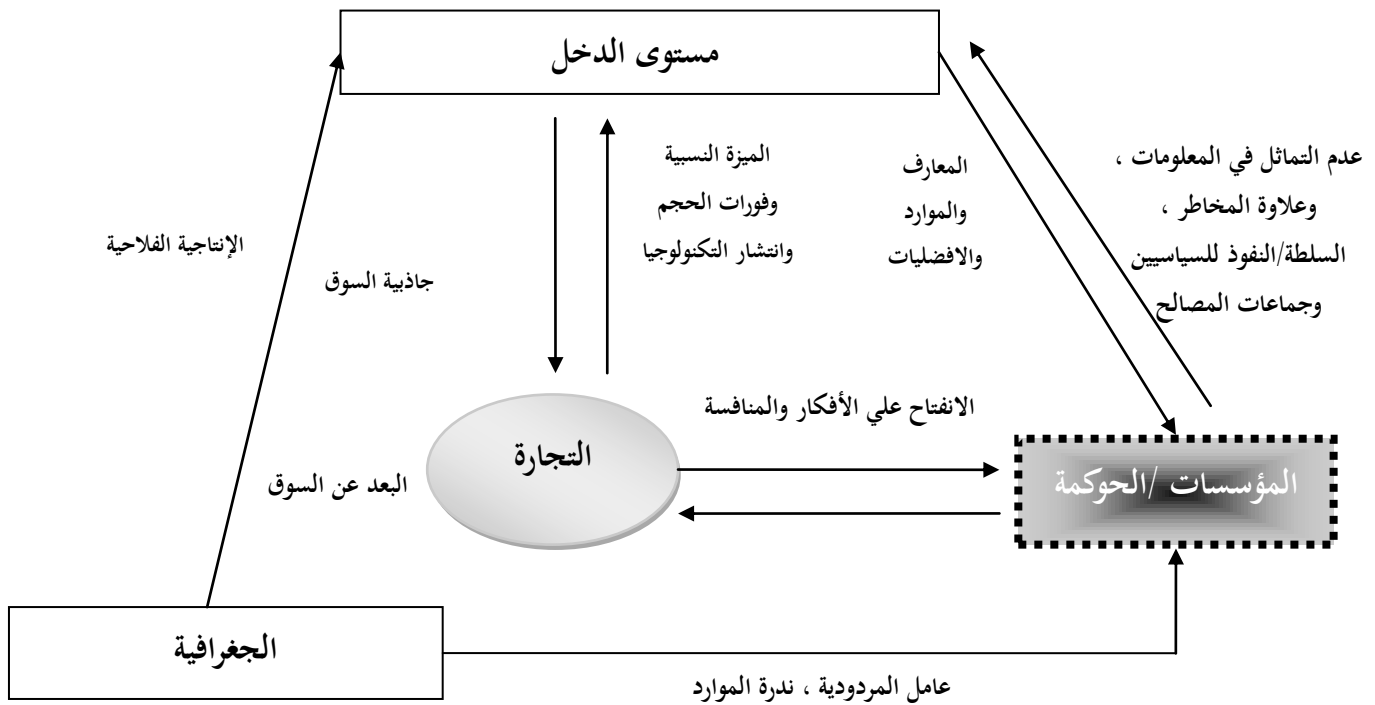 مستوى الدخل
عدم التماثل في المعلومات ،
وعلاوة المخاطر ،
السلطة/النفوذ للسياسيين
وجماعات المصالح
المعارف
والموارد
والافضليات
الميزة النسبية
وفورات الحجم
وانتشار التكنولوجيا
جاذبية السوق
الإنتاجية الفلاحية
الانفتاح علي الأفكار والمنافسة
المؤسسات /الحوكمة
التجارة
البعد عن السوق
الجغرافية
عامل المردودية ، ندرة الموارد